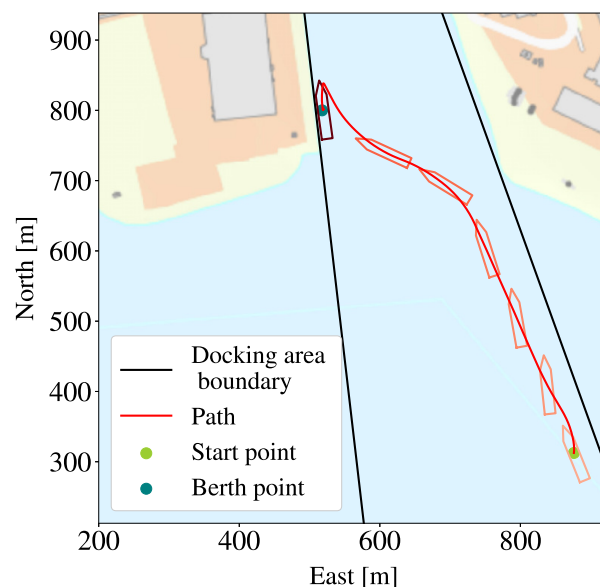 900
800
700
600
500
400
300
North [m]
Docking area
boundary
Path
Start point
Berth point
200
400
600
800
East [m]